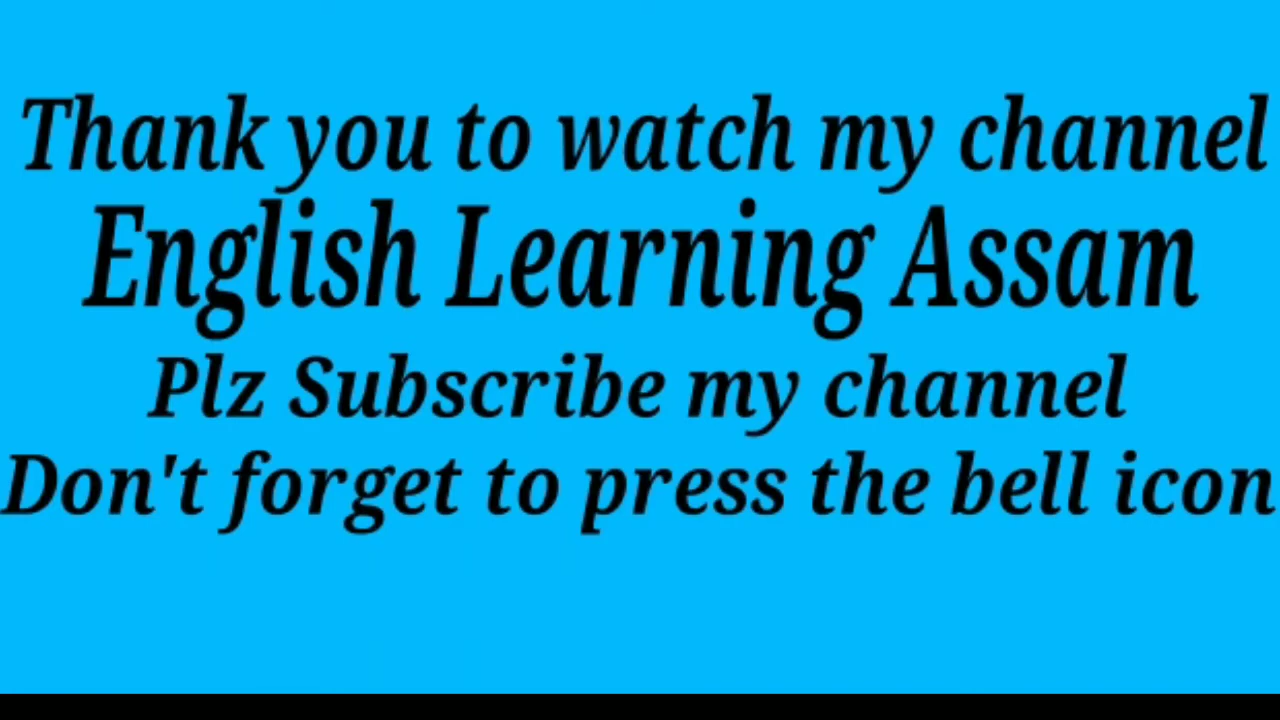 Thank you to watch my channel
English Learning Assam
Plz Subscribe my channel
Don't forget to press the bell icon